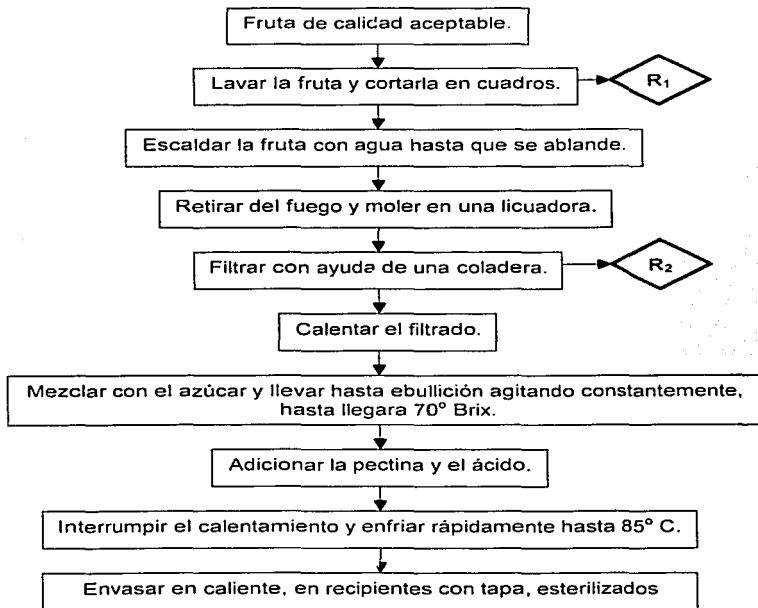 Fruta de calidad aceptable.
Lavar la fruta y cortarla en cuadros.
R₁
Escaldar la fruta con agua hasta que se ablande.
Retirar del fuego y moler en una licuadora.
Filtrar con ayuda de una coladera.
R₂
Calentar el filtrado.
Mezclar con el azúcar y llevar hasta ebullición agitando constantemente,
hasta llegara 70º Brix.
Adicionar la pectina y el ácido.
Interrumpir el calentamiento y enfriar rápidamente hasta 85º C.
Envasar en caliente, en recipientes con tapa, esterilizados